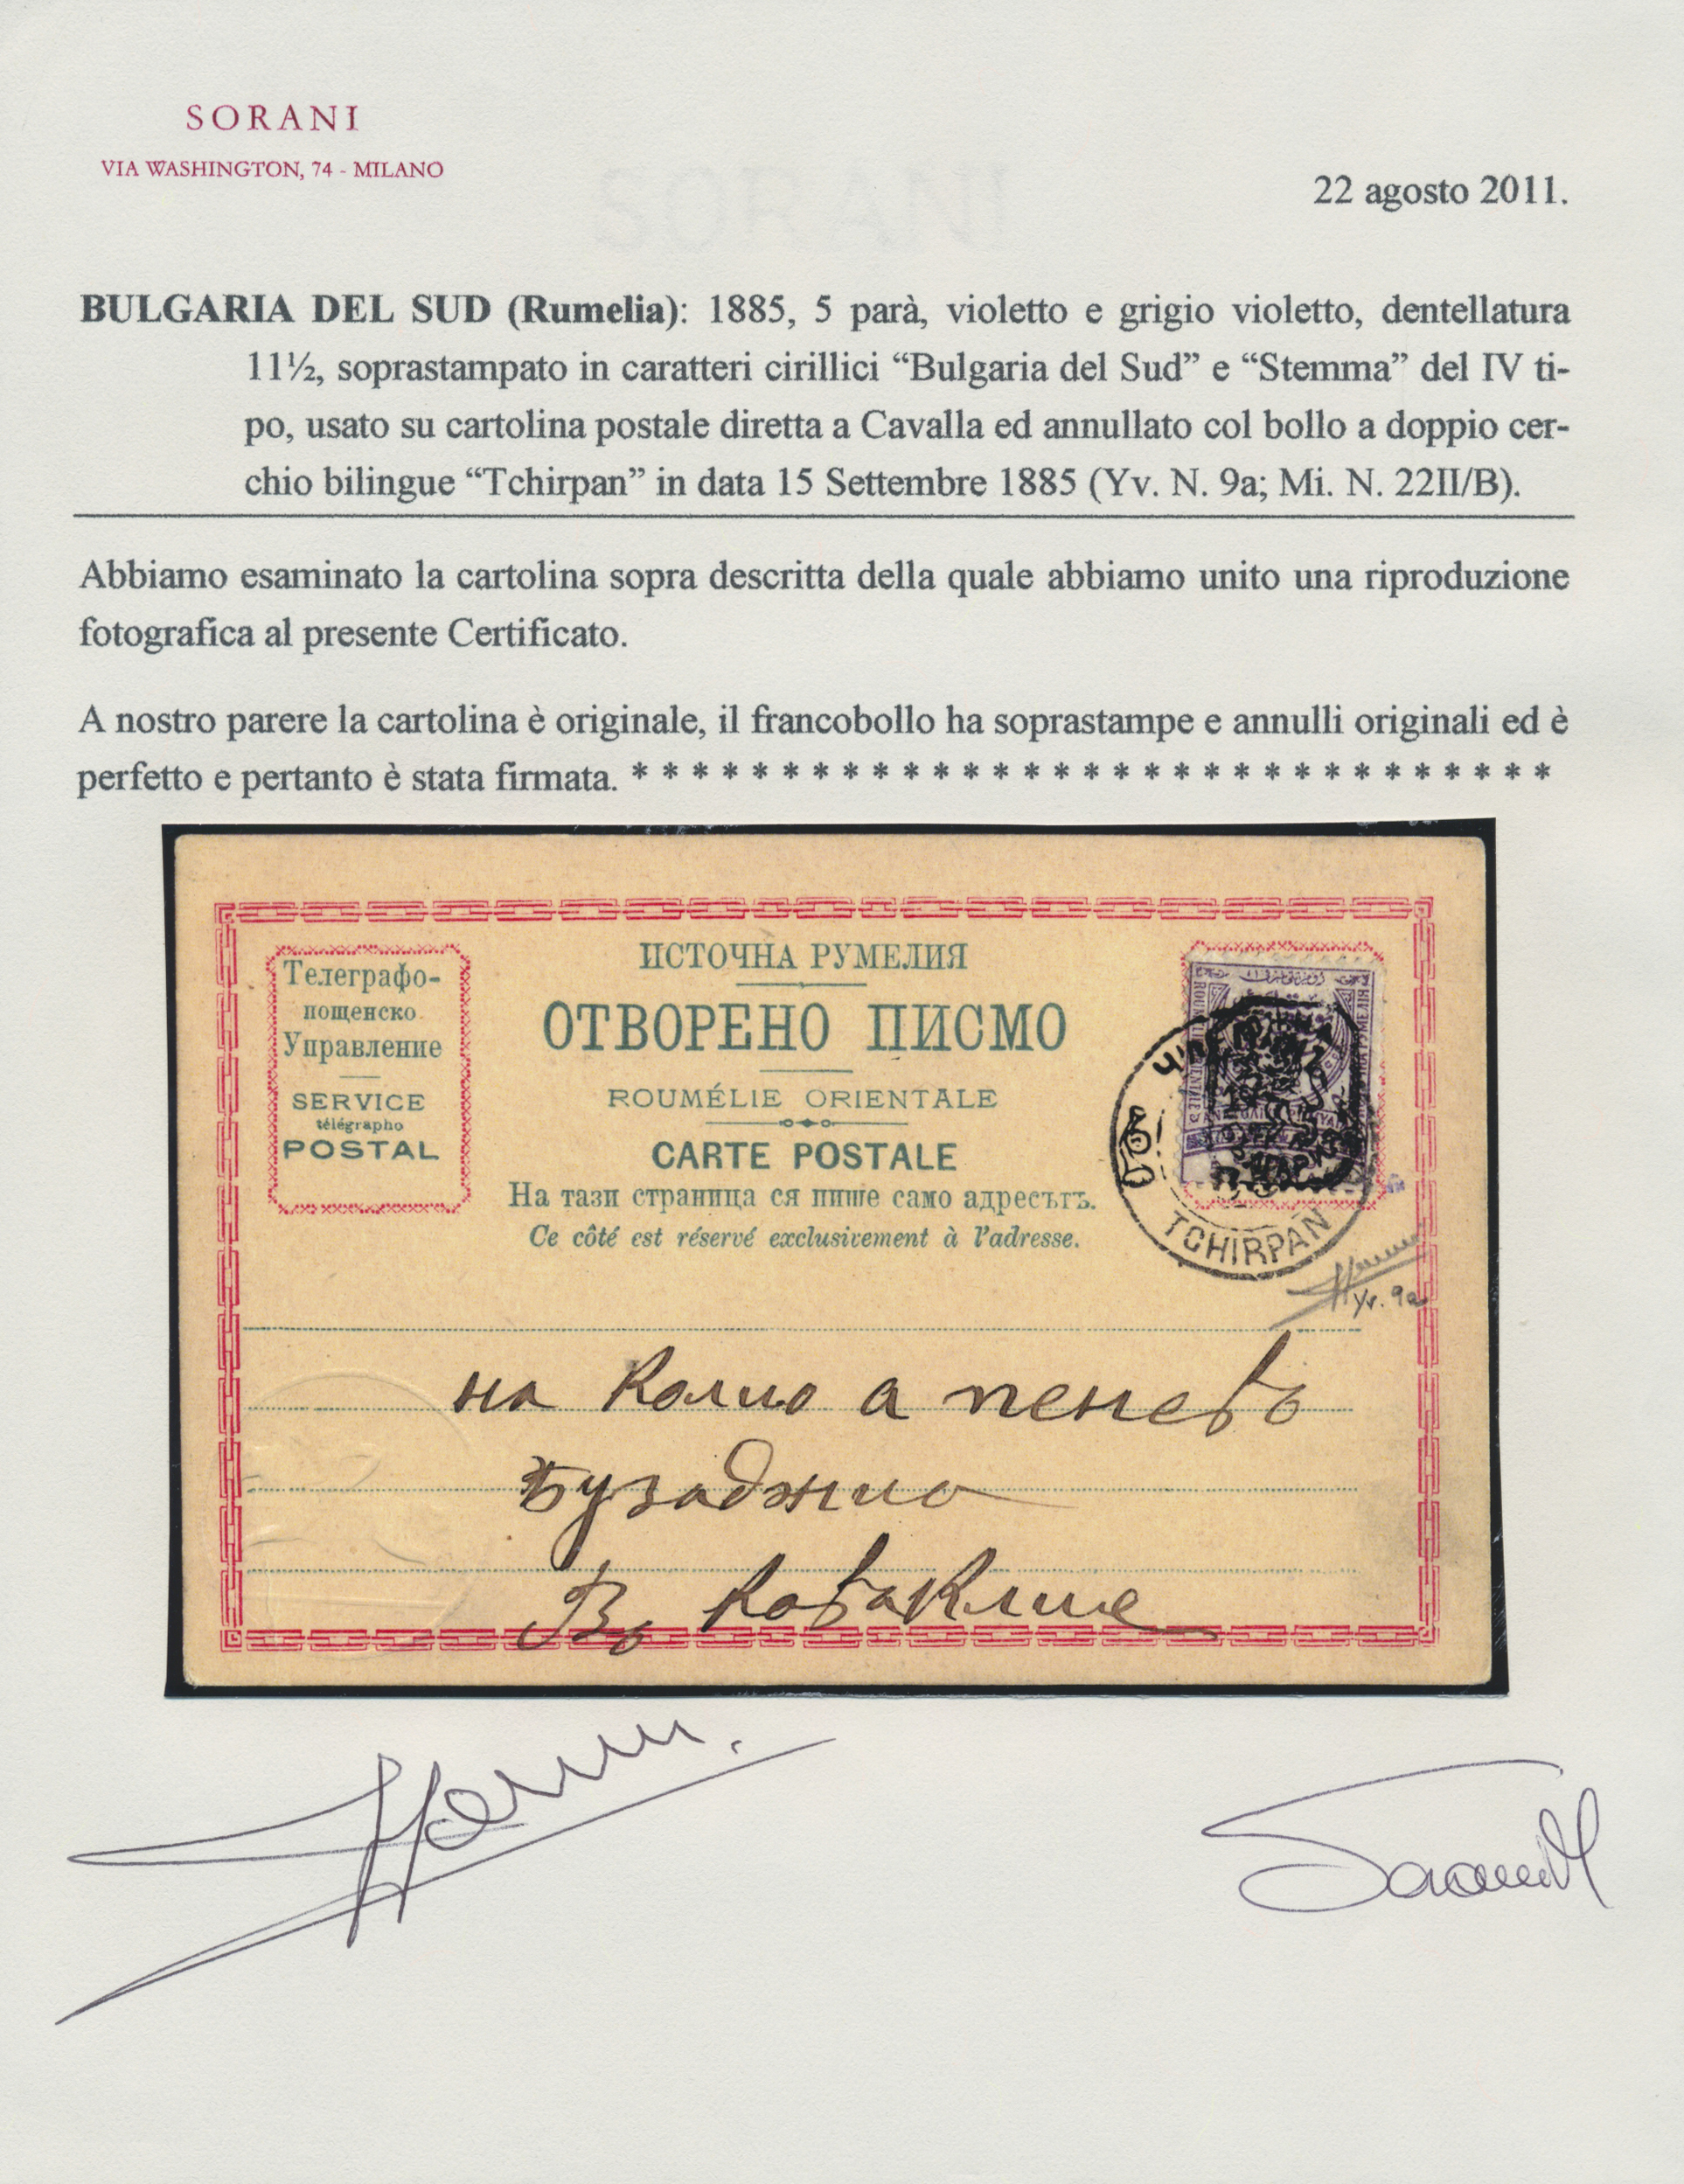 SORANI
VIA WASHINGTON, 74 - MILANO
22 agosto 2011.
BULGARIA DEL SUD (Rumelia): 1885, 5 parà, violetto e grigio violetto, dentellatura
11½, soprastampato in caratteri cirillici “Bulgaria del Sud” e “Stemma” del IV ti-
po, usato su cartolina postale diretta a Cavalla ed annullato col bollo a doppio cer-
chio bilingue “Tchirpan” in data 15 Settembre 1885 (Yv. N. 9a; Mi. N. 22II/B).
Abbiamo esaminato la cartolina sopra descritta della quale abbiamo unito una riproduzione
fotografica al presente Certificato.
A nostro parere la cartolina è originale, il francobollo ha soprastampe e annulli originali ed è
perfetto e pertanto è stata firmata. * * * * * * * * * * * * * * * * * * * * * * * * * * * * * * *
Телеграфо-
пощенско
Управление
SERVICE
télégrapho
POSTAL
ИСТОЧНА РУМЕЛИЯ
ОТВОРЕНО ПИСМО
ROUMÉLIE ORIENTALE
CARTE POSTALE
На тази страница ся пише само адресътъ.
Ce côté est réservé exclusivement à l'adresse.
TCHIRPAN
Yv. 9a
на Колио а пеневъ
Бузаджио
Въ Коваклие